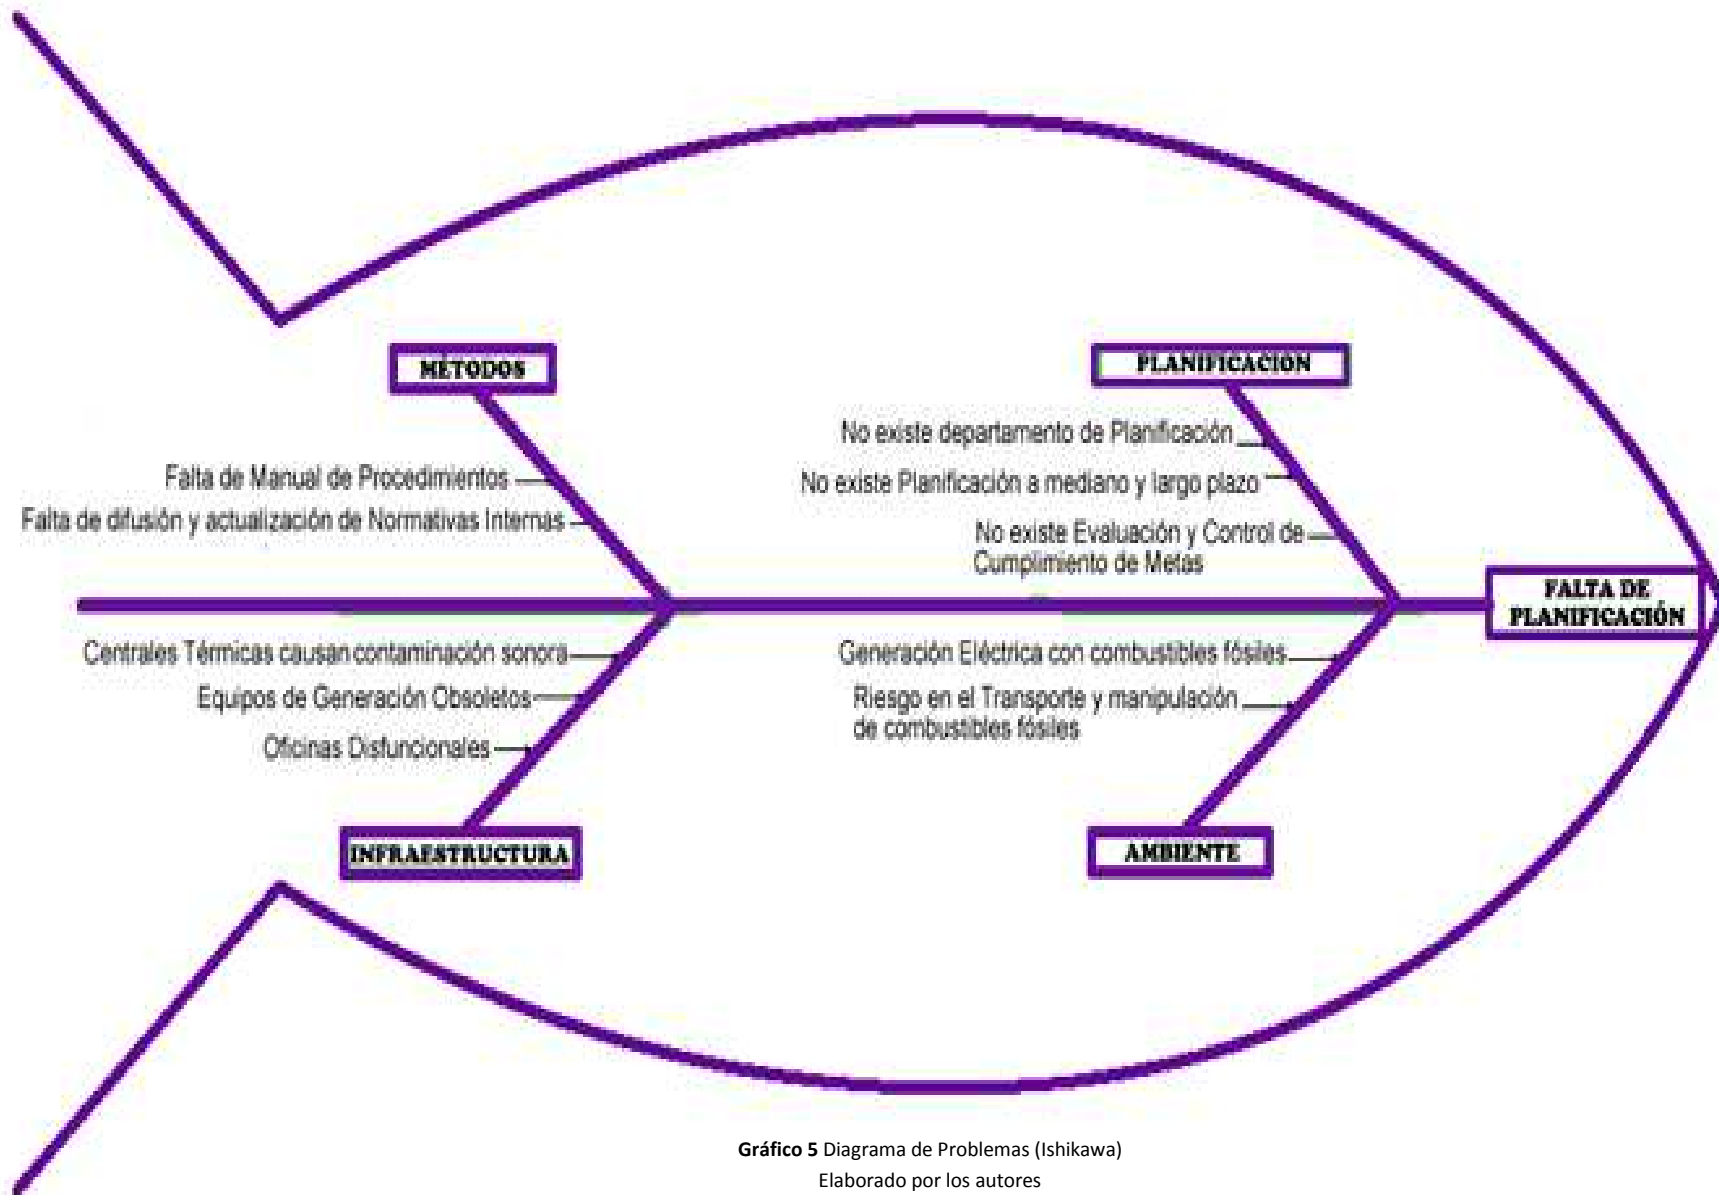 MÉTODOS
Falta de Manual de Procedimientos
Falta de difusión y actualización de Normativas Internas
PLANIFICACIÓN
No existe departamento de Planificación
No existe Planificación a mediano y largo plazo
No existe Evaluación y Control de
Cumplimiento de Metas
FALTA DE
PLANIFICACIÓN
Centrales Térmicas causan contaminación sonora
Equipos de Generación Obsoletos
Oficinas Disfuncionales
INFRAESTRUCTURA
Generación Eléctrica con combustibles fósiles
Riesgo en el Transporte y manipulación
de combustibles fósiles
AMBIENTE
Gráfico 5 Diagrama de Problemas (Ishikawa)
Elaborado por los autores